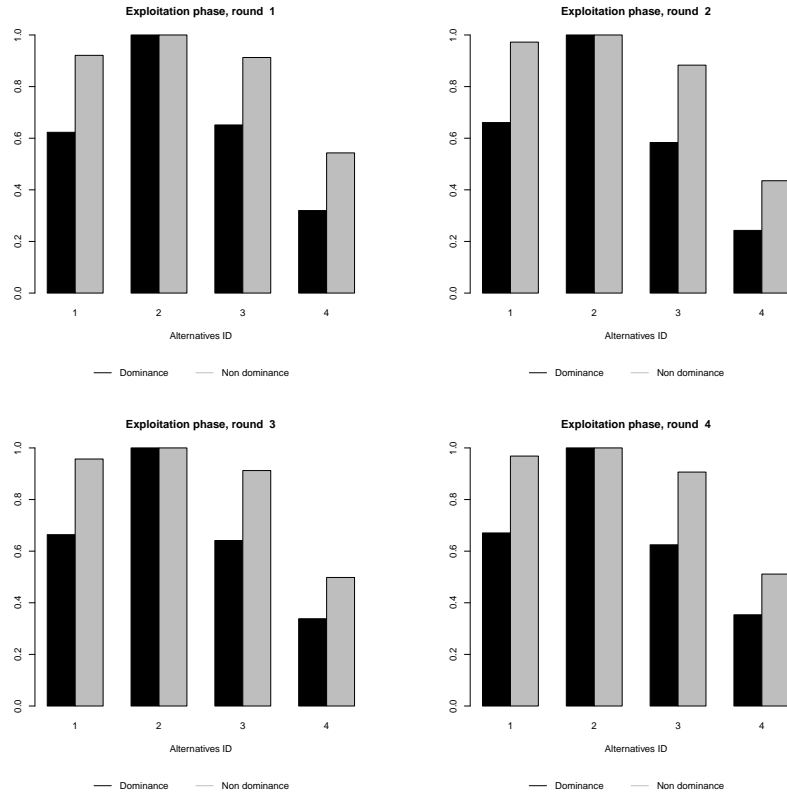 Exploitation phase, round 1
1.0
0.8
0.6
0.4
0.2
0.0
1 2 3 4
Alternatives ID
Dominance Non dominance
Exploitation phase, round 2
1.0
0.8
0.6
0.4
0.2
0.0
1 2 3 4
Alternatives ID
Dominance Non dominance
Exploitation phase, round 3
1.0
0.8
0.6
0.4
0.2
0.0
1 2 3 4
Alternatives ID
Dominance Non dominance
Exploitation phase, round 4
1.0
0.8
0.6
0.4
0.2
0.0
1 2 3 4
Alternatives ID
Dominance Non dominance